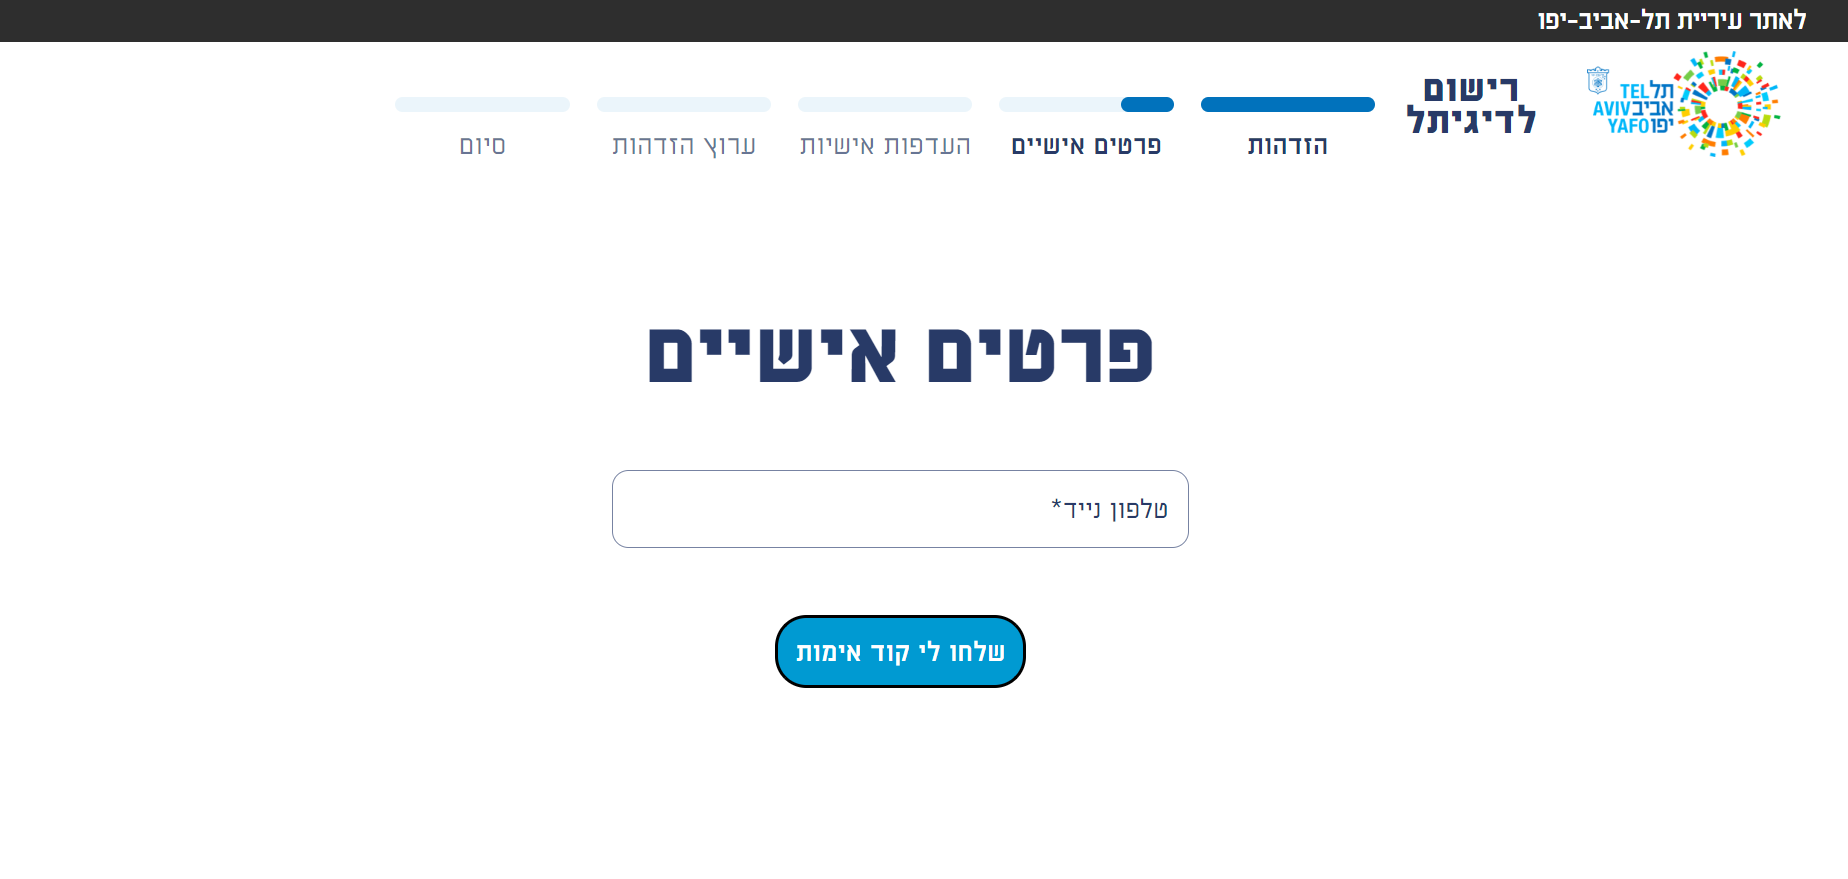 לאתר עיריית תל-אביב-יפו
תל TEL
אביב AVIV
יפו YAFO
רישום
לדיגיתל
הזדהות
פרטים אישיים
העדפות אישיות
ערוץ הזדהות
סיום
פרטים אישיים
טלפון נייד*
שלחו לי קוד אימות